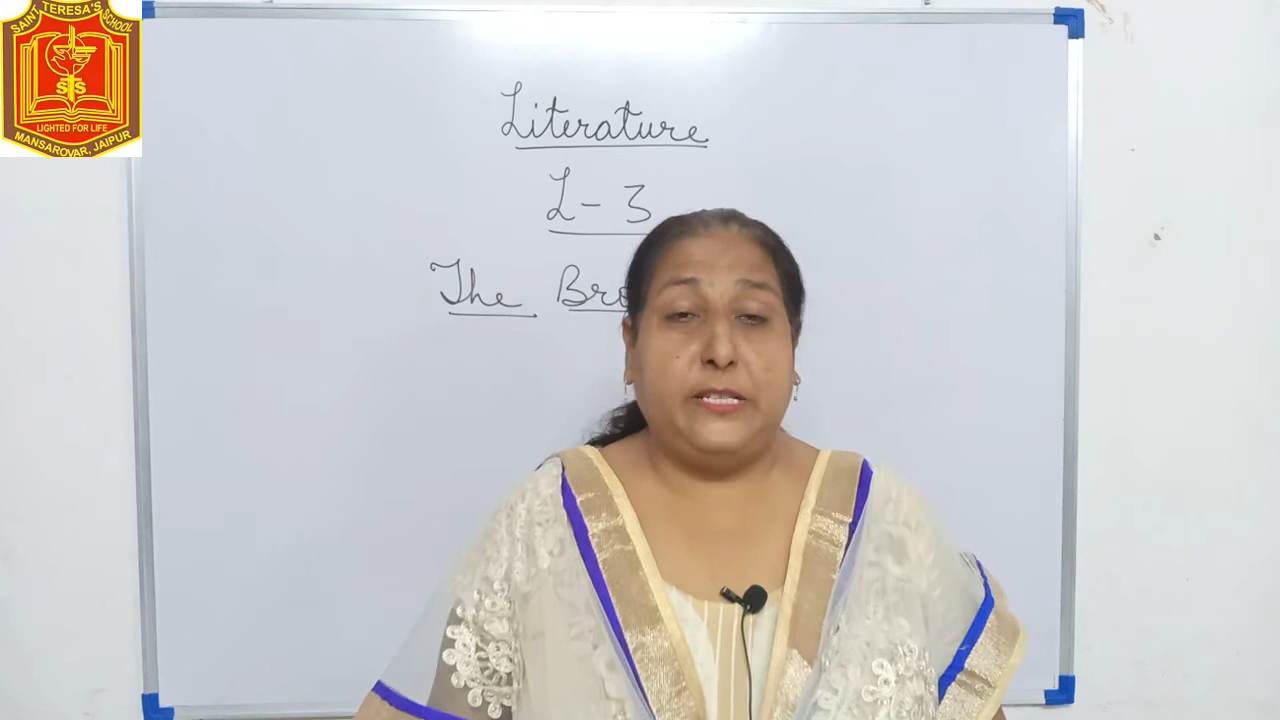 SAINT TERESA'S SCHOOL
STS
LIGHTED FOR LIFE
MANSAROVAR, JAIPUR
Literature
L- 3
The Bro